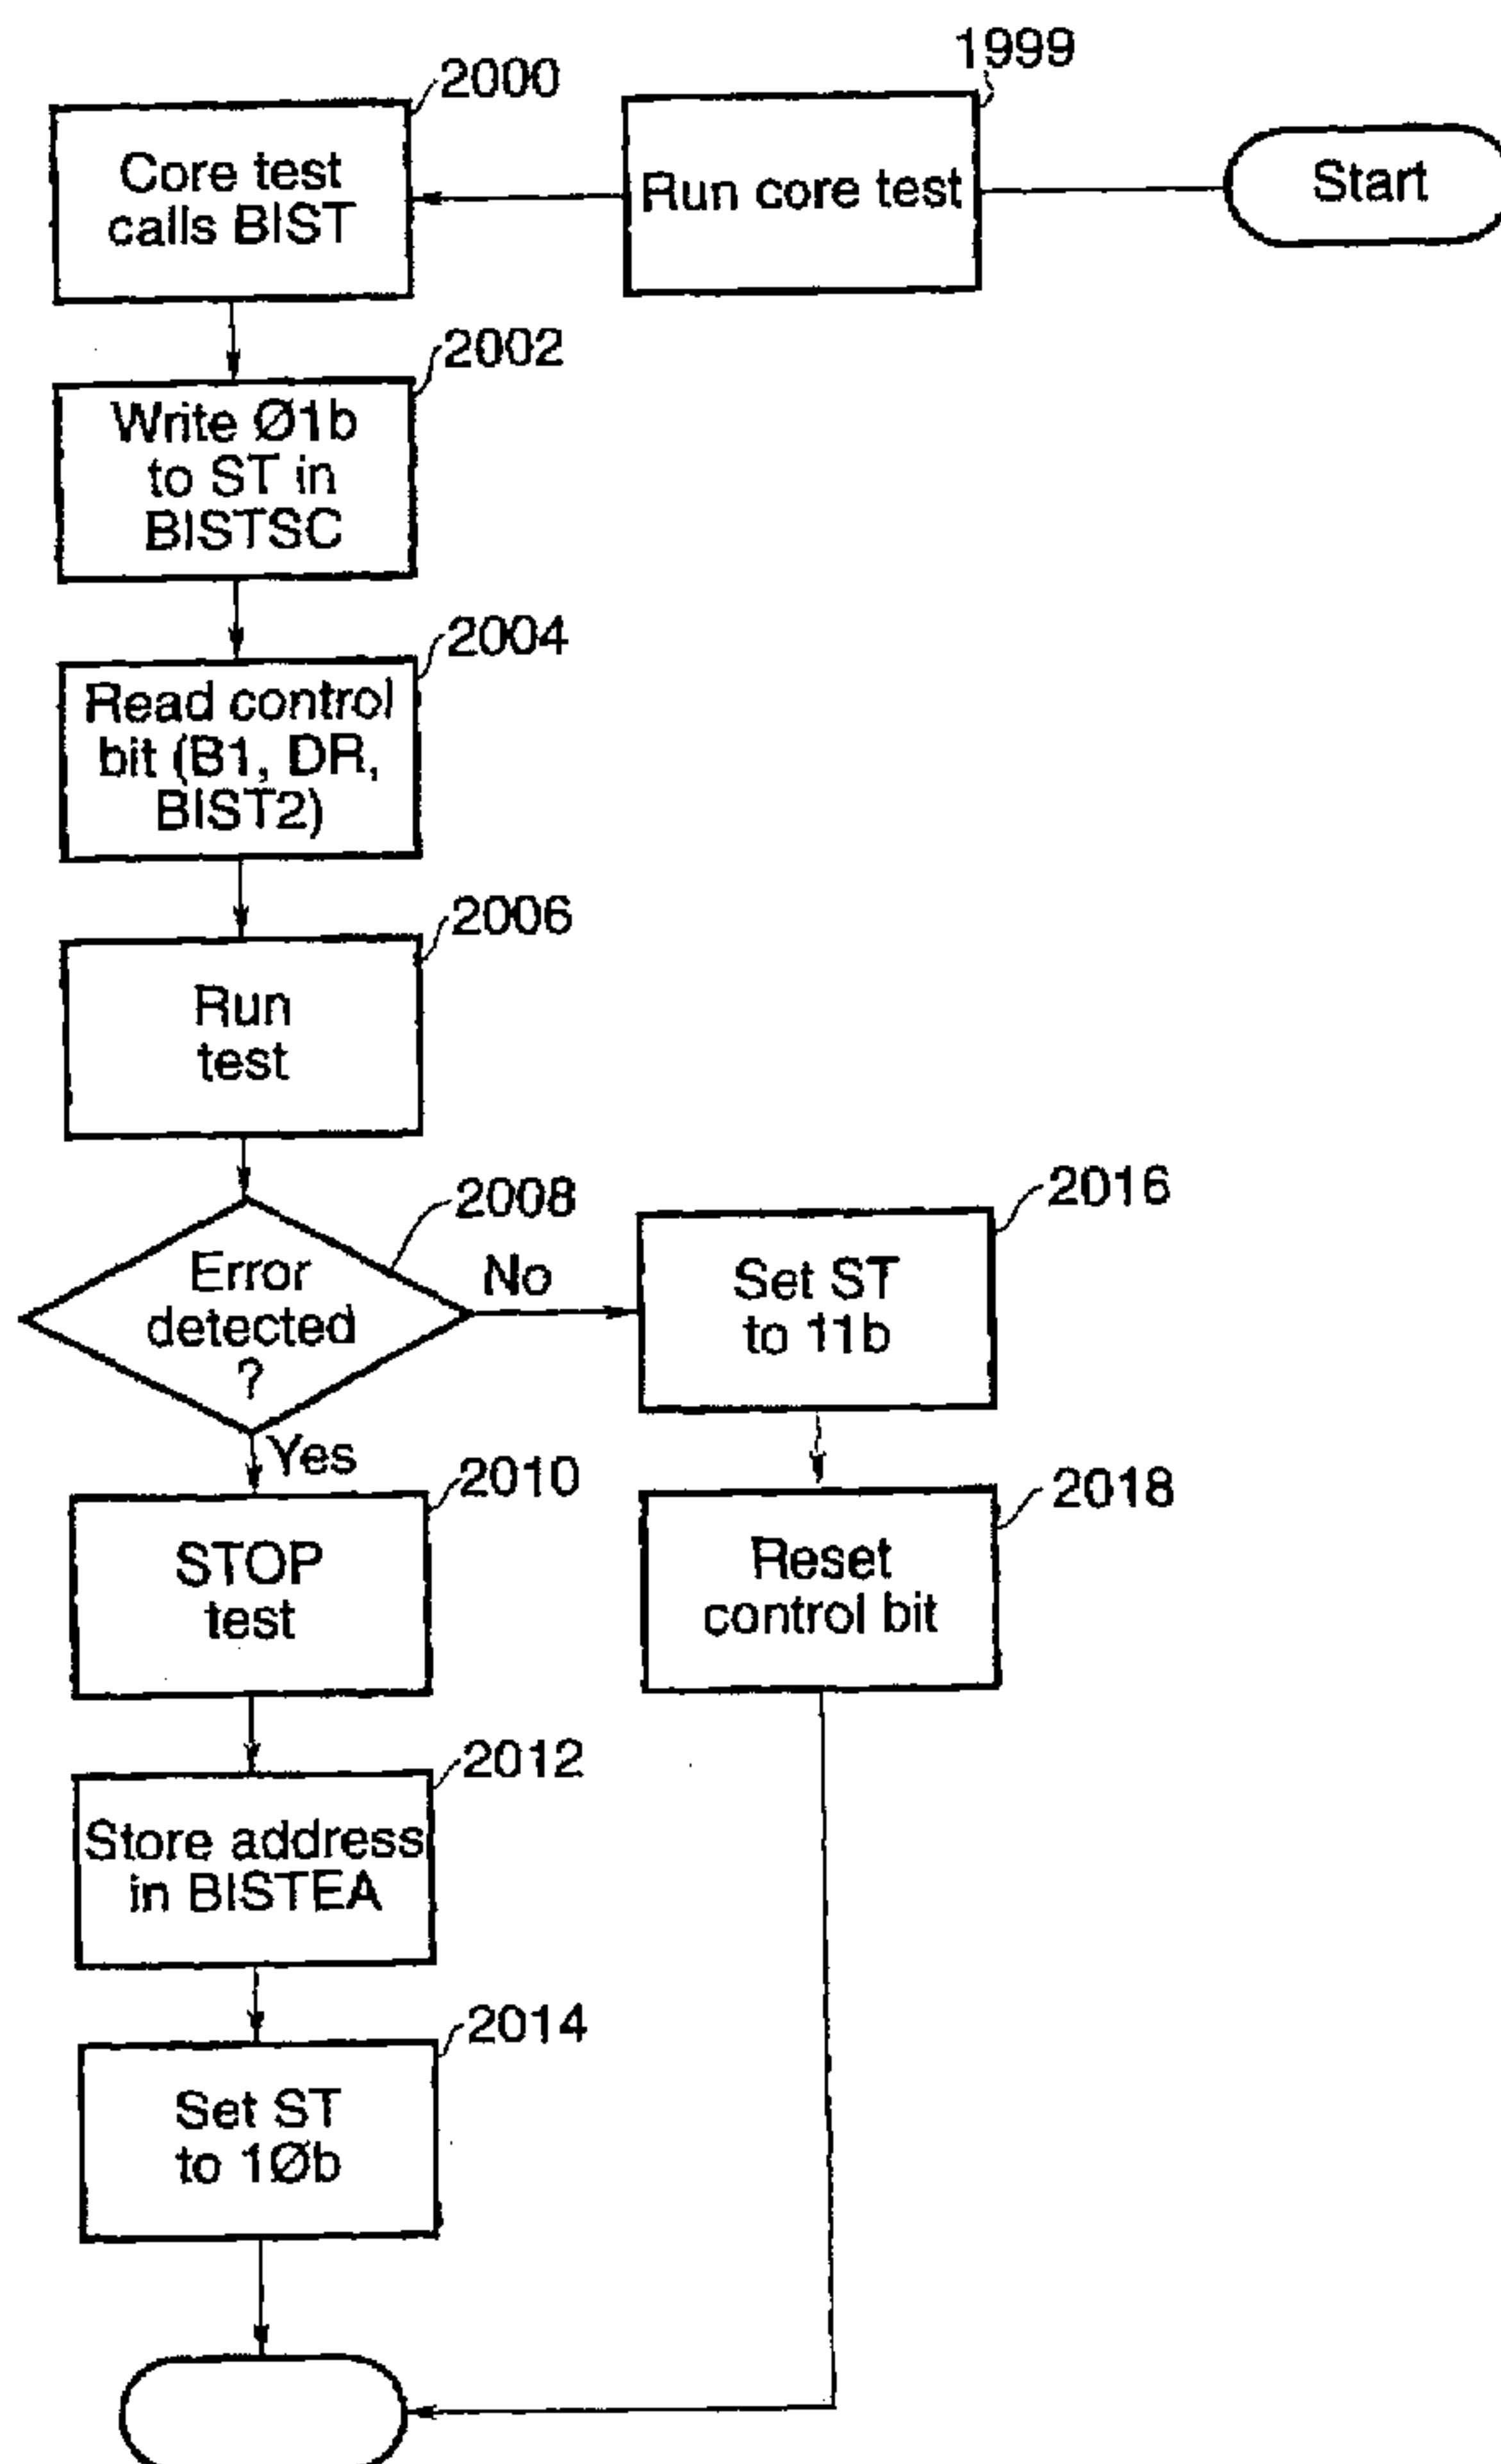 Start
1999
Run core test
2000
Core test
calls BIST
2002
Write Ø1b
to ST in
BISTSC
2004
Read control
bit (B1, DR,
BIST2)
2006
Run
test
2008
Error
detected
?
No
Yes
2016
Set ST
to 11b
2018
Reset
control bit
2010
STOP
test
2012
Store address
in BISTEA
2014
Set ST
to 1Øb